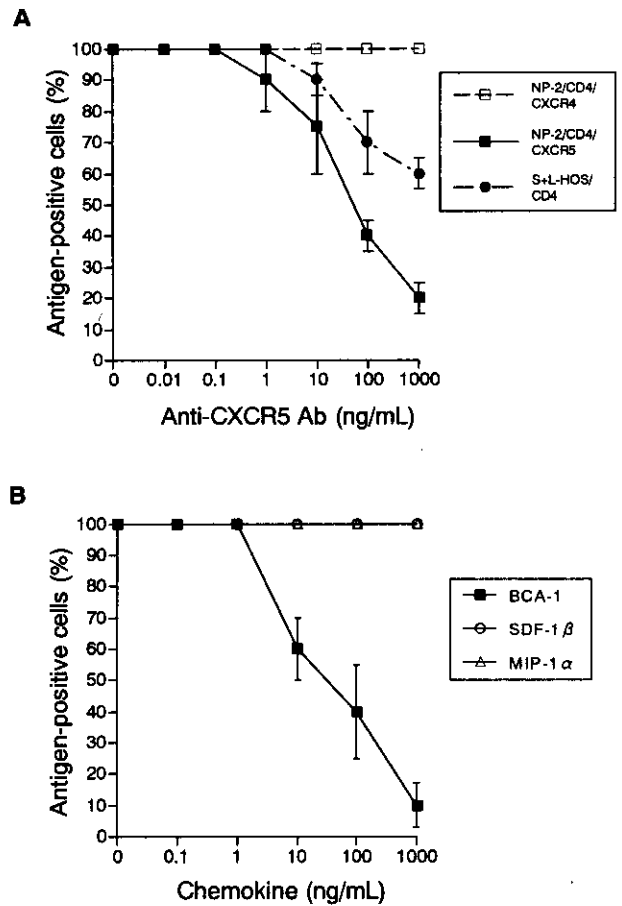 A
Antigen-positive cells (%)
100
90
80
70
60
50
40
30
20
10
0
0 0.01 0.1 1 10 100 1000
Anti-CXCR5 Ab (ng/mL)
NP-2/CD4/
CXCR4
NP-2/CD4/
CXCR5
S+L-HOS/
CD4
B
Antigen-positive cells (%)
100
90
80
70
60
50
40
30
20
10
0
0 0.1 1 10 100 1000
Chemokine (ng/mL)
BCA-1
SDF-1β
MIP-1α